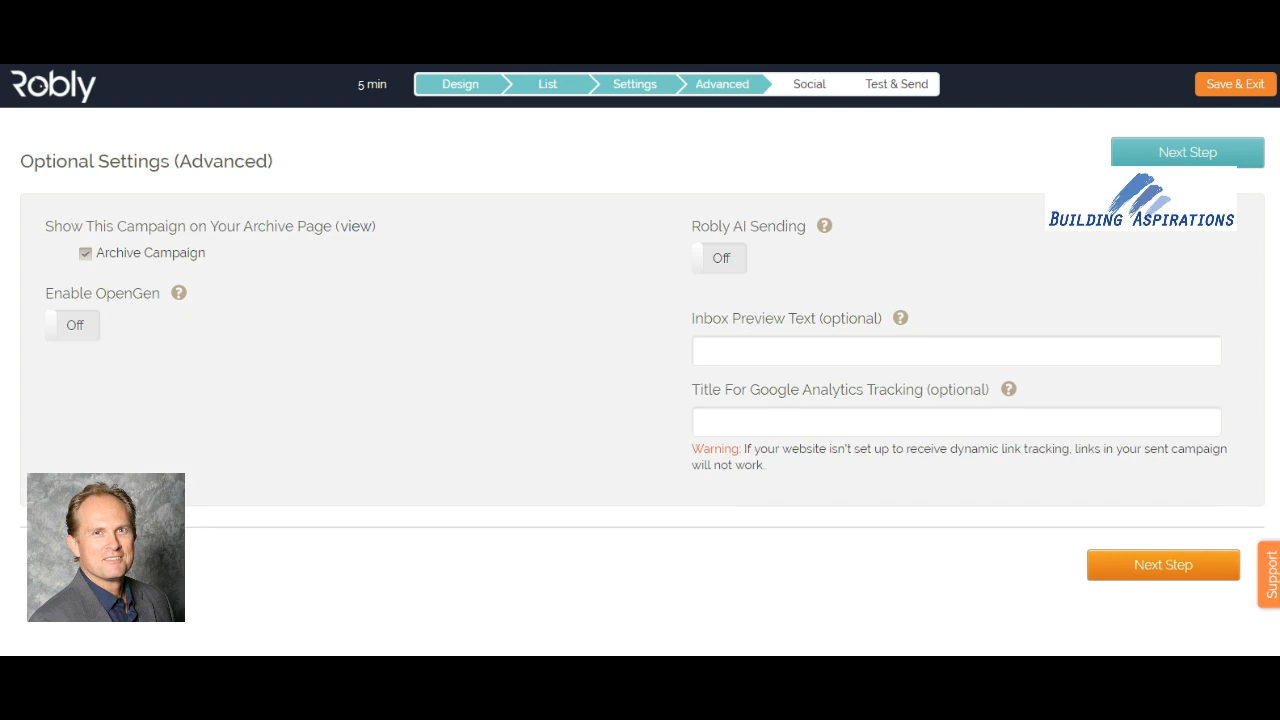 Robly
5 min
Design
List
Settings
Advanced
Social
Test & Send
Save & Exit
Optional Settings (Advanced)
Next Step
BUILDING ASPIRATIONS
Show This Campaign on Your Archive Page (view)
Archive Campaign
Enable OpenGen ?
Off
Robly AI Sending ?
Off
Inbox Preview Text (optional) ?
Title For Google Analytics Tracking (optional) ?
Warning: If your website isn't set up to receive dynamic link tracking, links in your sent campaign
will not work.
Next Step
Support